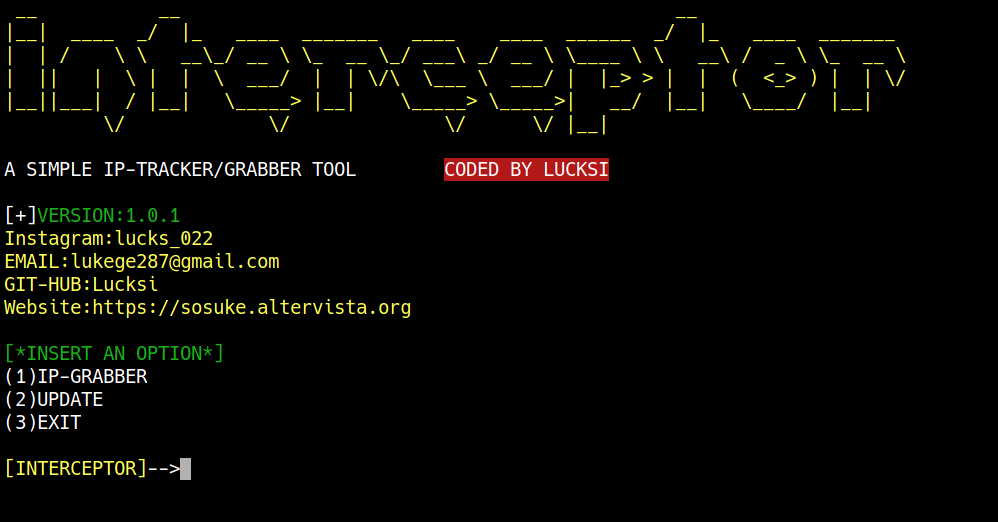 interceptor
A SIMPLE IP-TRACKER/GRABBER TOOL CODED BY LUCKSI
[+]VERSION:1.0.1
Instagram:lucks_022
EMAIL:lukege287@gmail.com
GIT-HUB:Lucksi
Website:https://sosuke.altervista.org
[*INSERT AN OPTION*]
(1)IP-GRABBER
(2)UPDATE
(3)EXIT
[INTERCEPTOR]-->